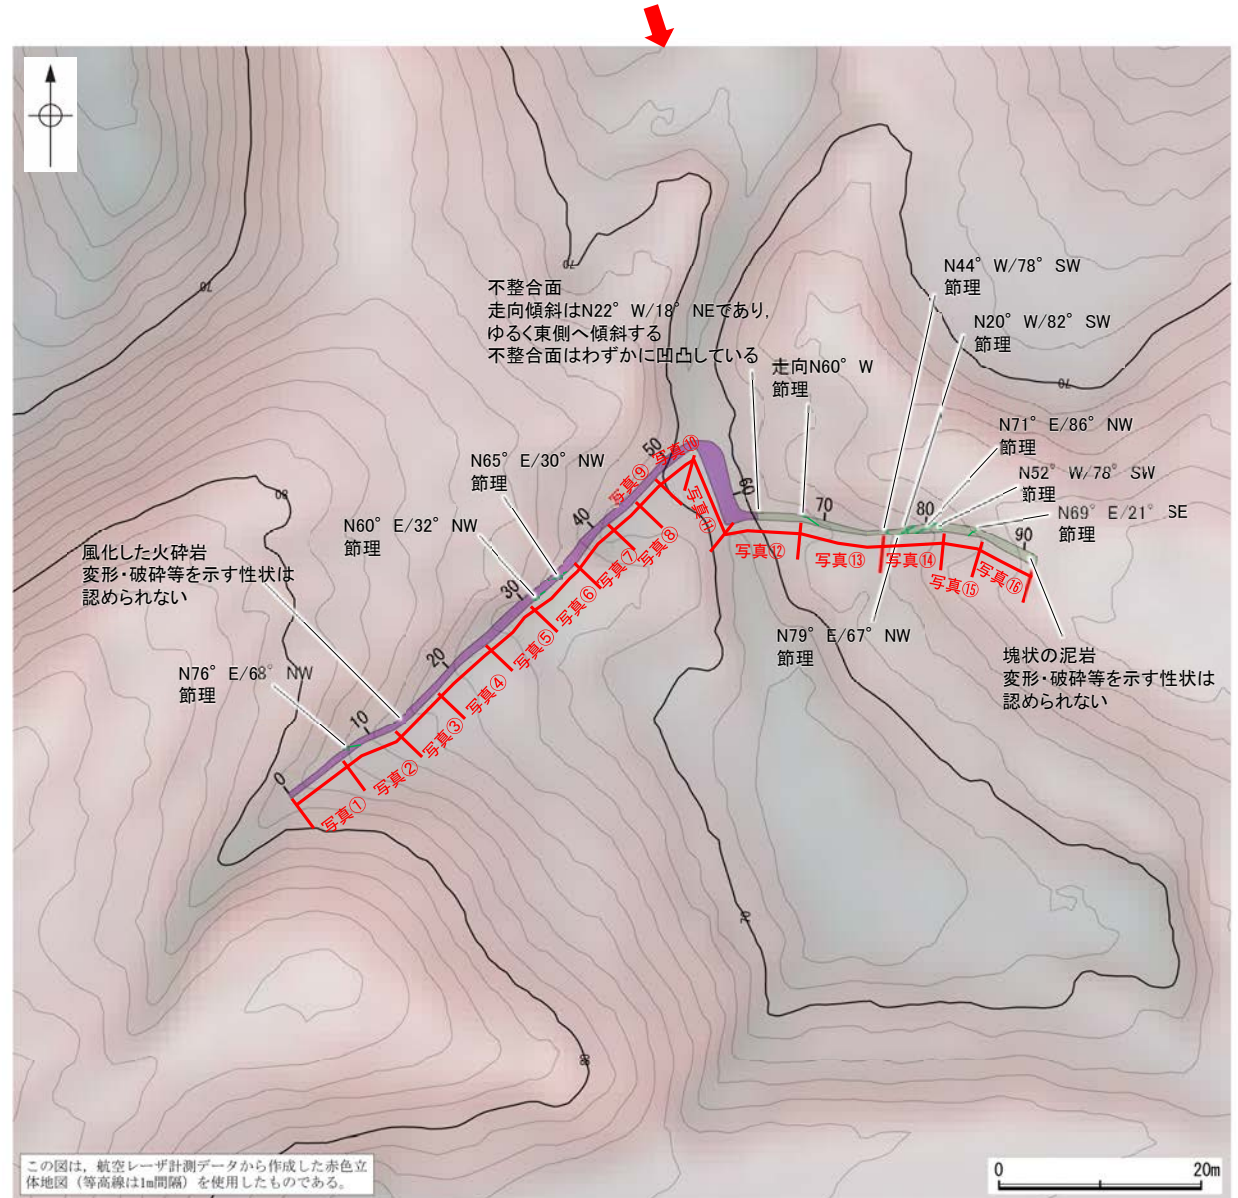 70
70
70
N44°W/78°SW
節理
不整合面
走向傾斜はN22°W/18°NEであり,
ゆるく東側へ傾斜する
不整合面はわずかに凹凸している
N20°W/82°SW
節理
走向N60°W
節理
N71°E/86°NW
節理
N65°E/30°NW
節理
N52°W/78°SW
節理
N60°E/32°NW
節理
N69°E/21°SE
節理
80
風化した火砕岩
変形・破砕等を示す性状は
認められない
N76°E/68°NW
節理
N79°E/67°NW
節理
塊状の泥岩
変形・破砕等を示す性状は
認められない
0
10
20
30
40
50
60
70
80
90
写真①
写真②
写真③
写真④
写真⑤
写真⑥
写真⑦
写真⑧
写真⑨
写真⑩
写真⑪
写真⑫
写真⑬
写真⑭
写真⑮
写真⑯
70
80
この図は，航空レーザ計測データから作成した赤色立
体地図（等高線は1m間隔）を使用したものである。
0 20m